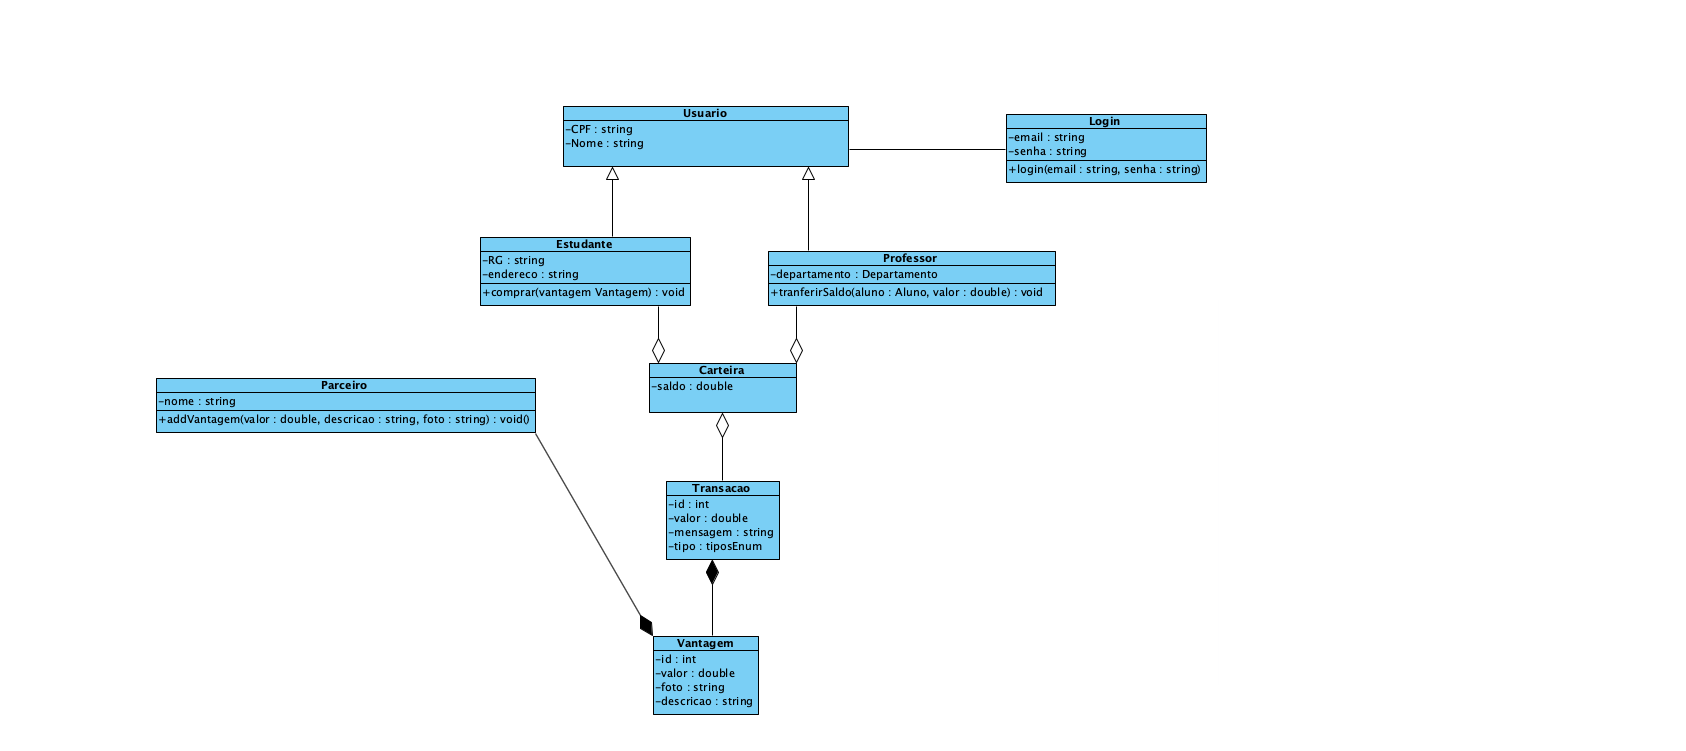 Usuario
-CPF : string
-Nome : string
Login
-email : string
-senha : string
+login(email : string, senha : string)
Estudante
-RG : string
-endereco : string
+comprar(vantagem Vantagem) : void
Professor
-departamento : Departamento
+tranferirSaldo(aluno : Aluno, valor : double) : void
Carteira
-saldo : double
Parceiro
-nome : string
+addVantagem(valor : double, descricao : string, foto : string) : void()
Transacao
-id : int
-valor : double
-mensagem : string
-tipo : tiposEnum
Vantagem
-id : int
-valor : double
-foto : string
-descricao : string